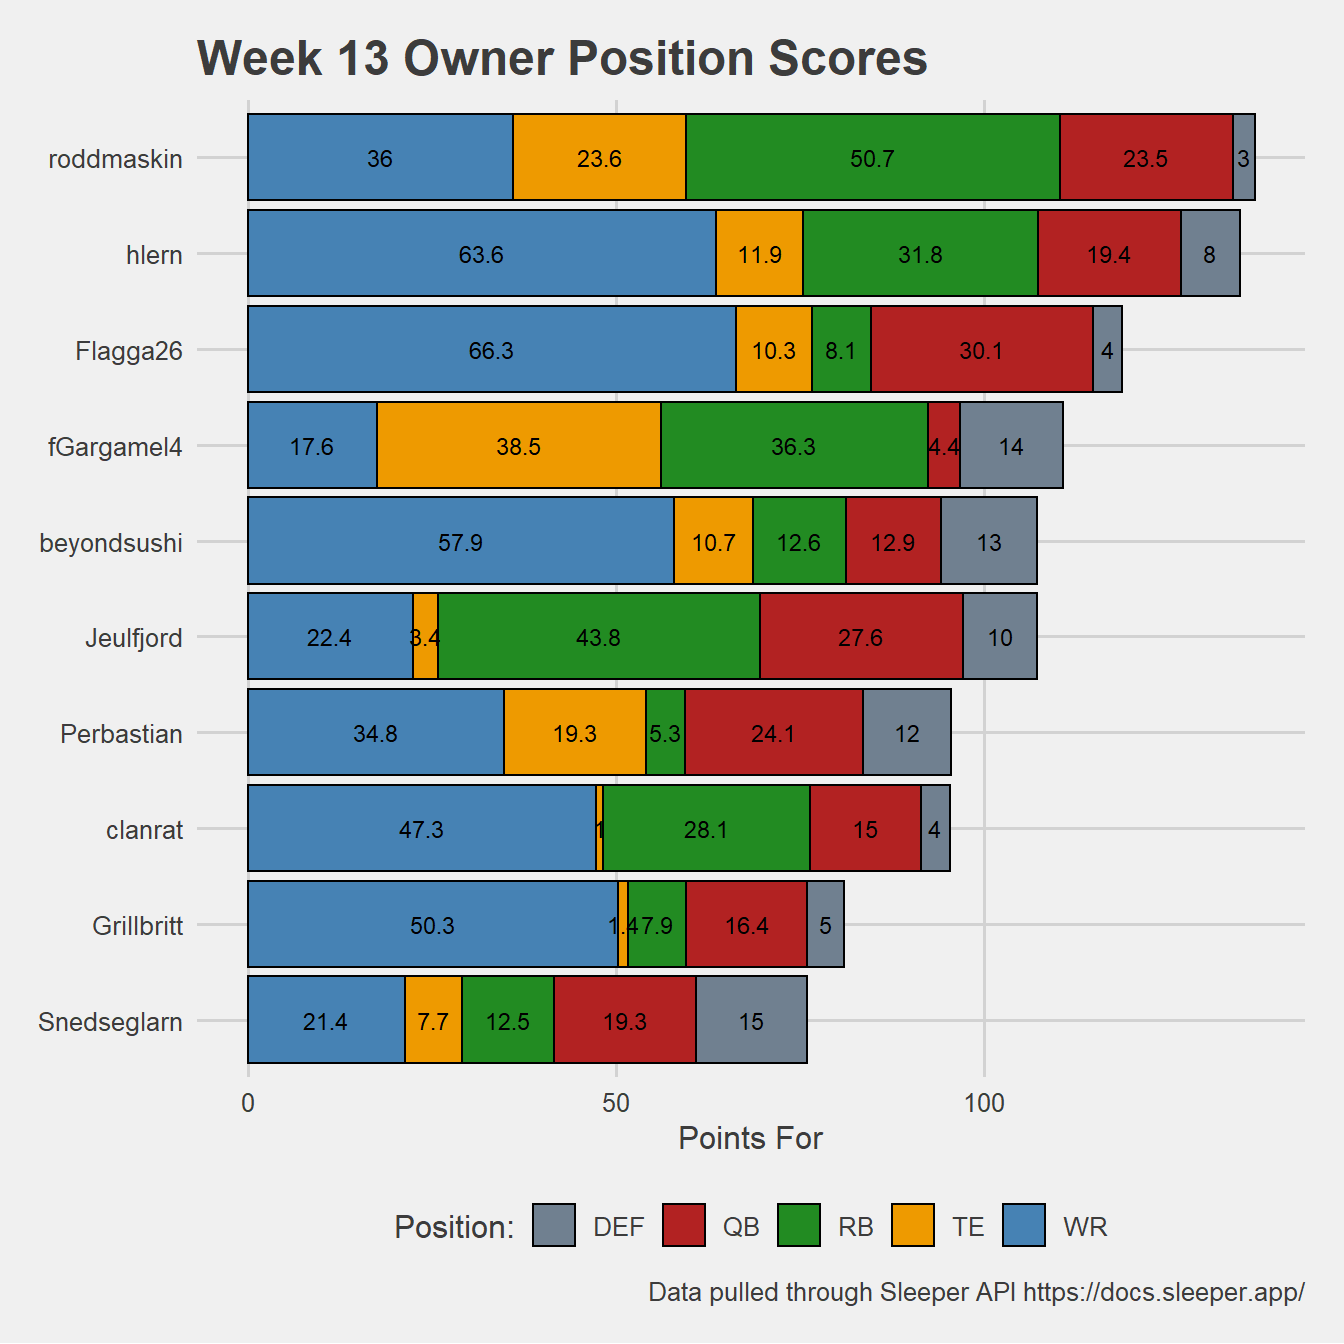 Week 13 Owner Position Scores
roddmaskin 36 23.6 50.7 23.5 3
hlern 63.6 11.9 31.8 19.4 8
Flagga26 66.3 10.3 8.1 30.1 4
fGargamel4 17.6 38.5 36.3 4.4 14
beyondsushi 57.9 10.7 12.6 12.9 13
Jeulfjord 22.4 3.4 43.8 27.6 10
Perbastian 34.8 19.3 5.3 24.1 12
clanrat 47.3 1 28.1 15 4
Grillbritt 50.3 1.4 7.9 16.4 5
Snedseglarn 21.4 7.7 12.5 19.3 15
0 50 100
Points For
Position: DEF QB RB TE WR
Data pulled through Sleeper API https://docs.sleeper.app/